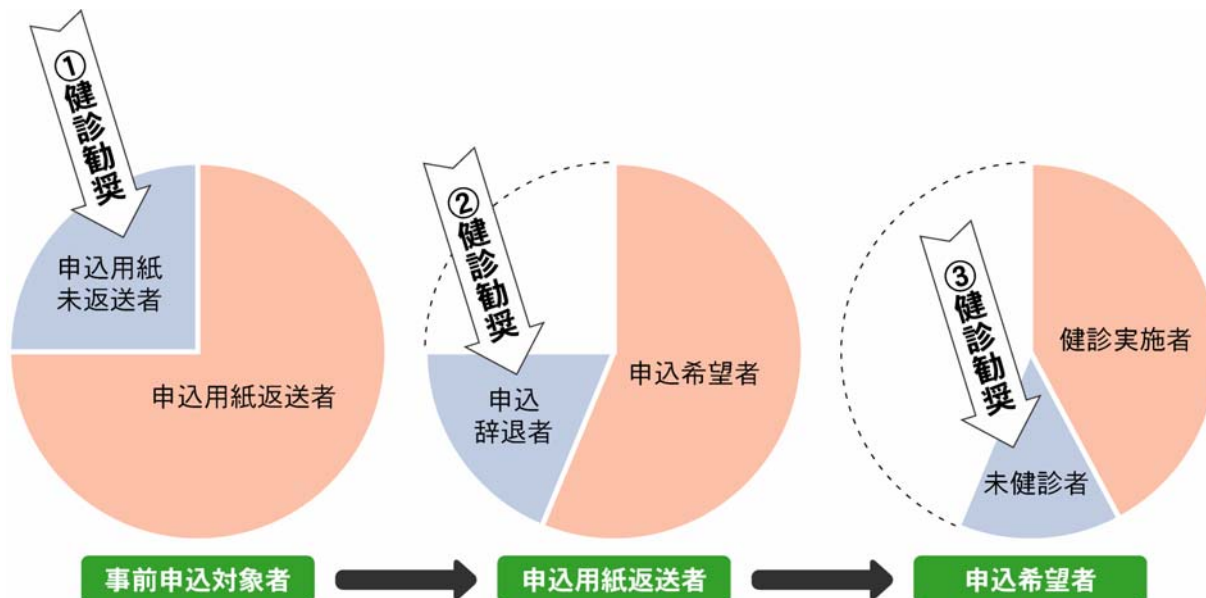 ①健診勧奨
申込用紙
未返送者
申込用紙返送者
事前申込対象者
②健診勧奨
申込希望者
申込
辞退者
申込用紙返送者
③健診勧奨
健診実施者
未健診者
申込希望者